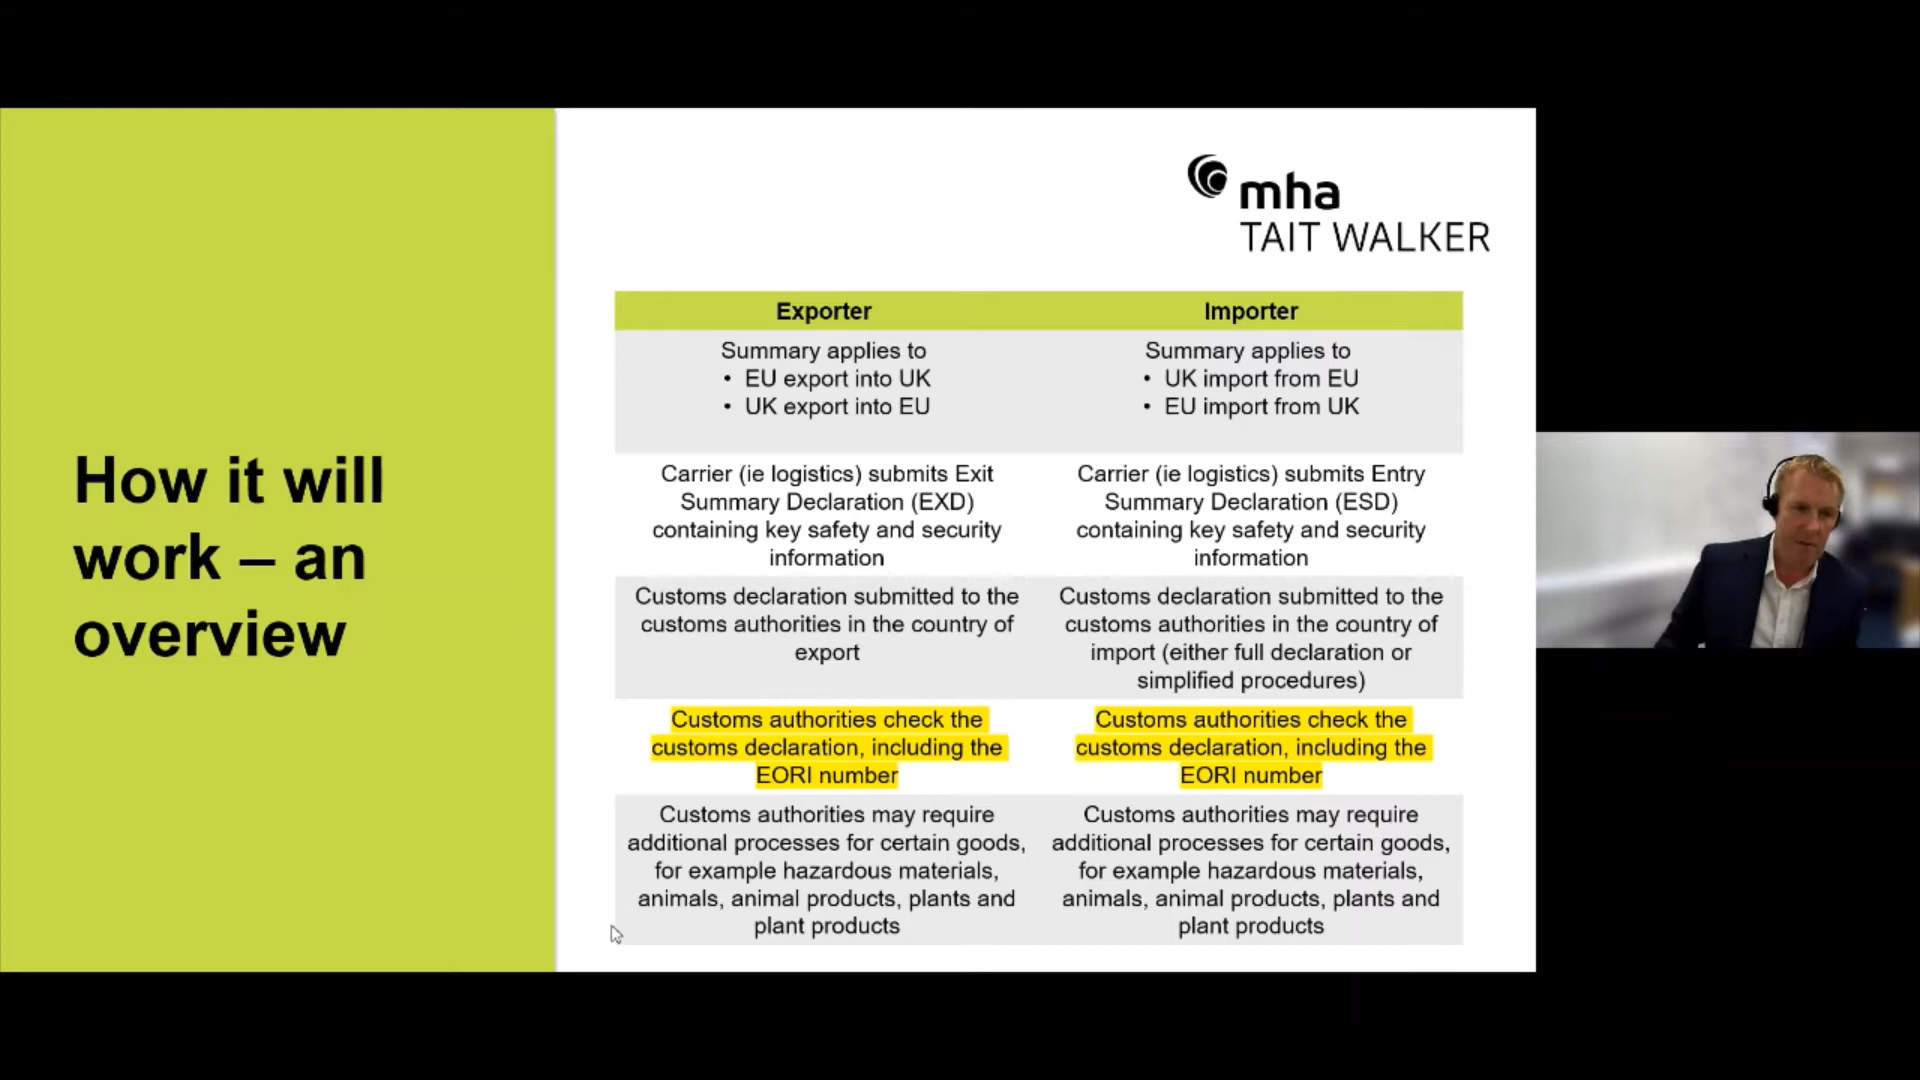 mha
TAIT WALKER
How it will
work – an
overview
Exporter
Importer
Summary applies to
• EU export into UK
• UK export into EU
Summary applies to
• UK import from EU
• EU import from UK
Carrier (ie logistics) submits Exit
Summary Declaration (EXD)
containing key safety and security
information
Carrier (ie logistics) submits Entry
Summary Declaration (ESD)
containing key safety and security
information
Customs declaration submitted to the
customs authorities in the country of
export
Customs declaration submitted to the
customs authorities in the country of
import (either full declaration or
simplified procedures)
Customs authorities check the
customs declaration, including the
EORI number
Customs authorities check the
customs declaration, including the
EORI number
Customs authorities may require
additional processes for certain goods,
for example hazardous materials,
animals, animal products, plants and
plant products
Customs authorities may require
additional processes for certain goods,
for example hazardous materials,
animals, animal products, plants and
plant products